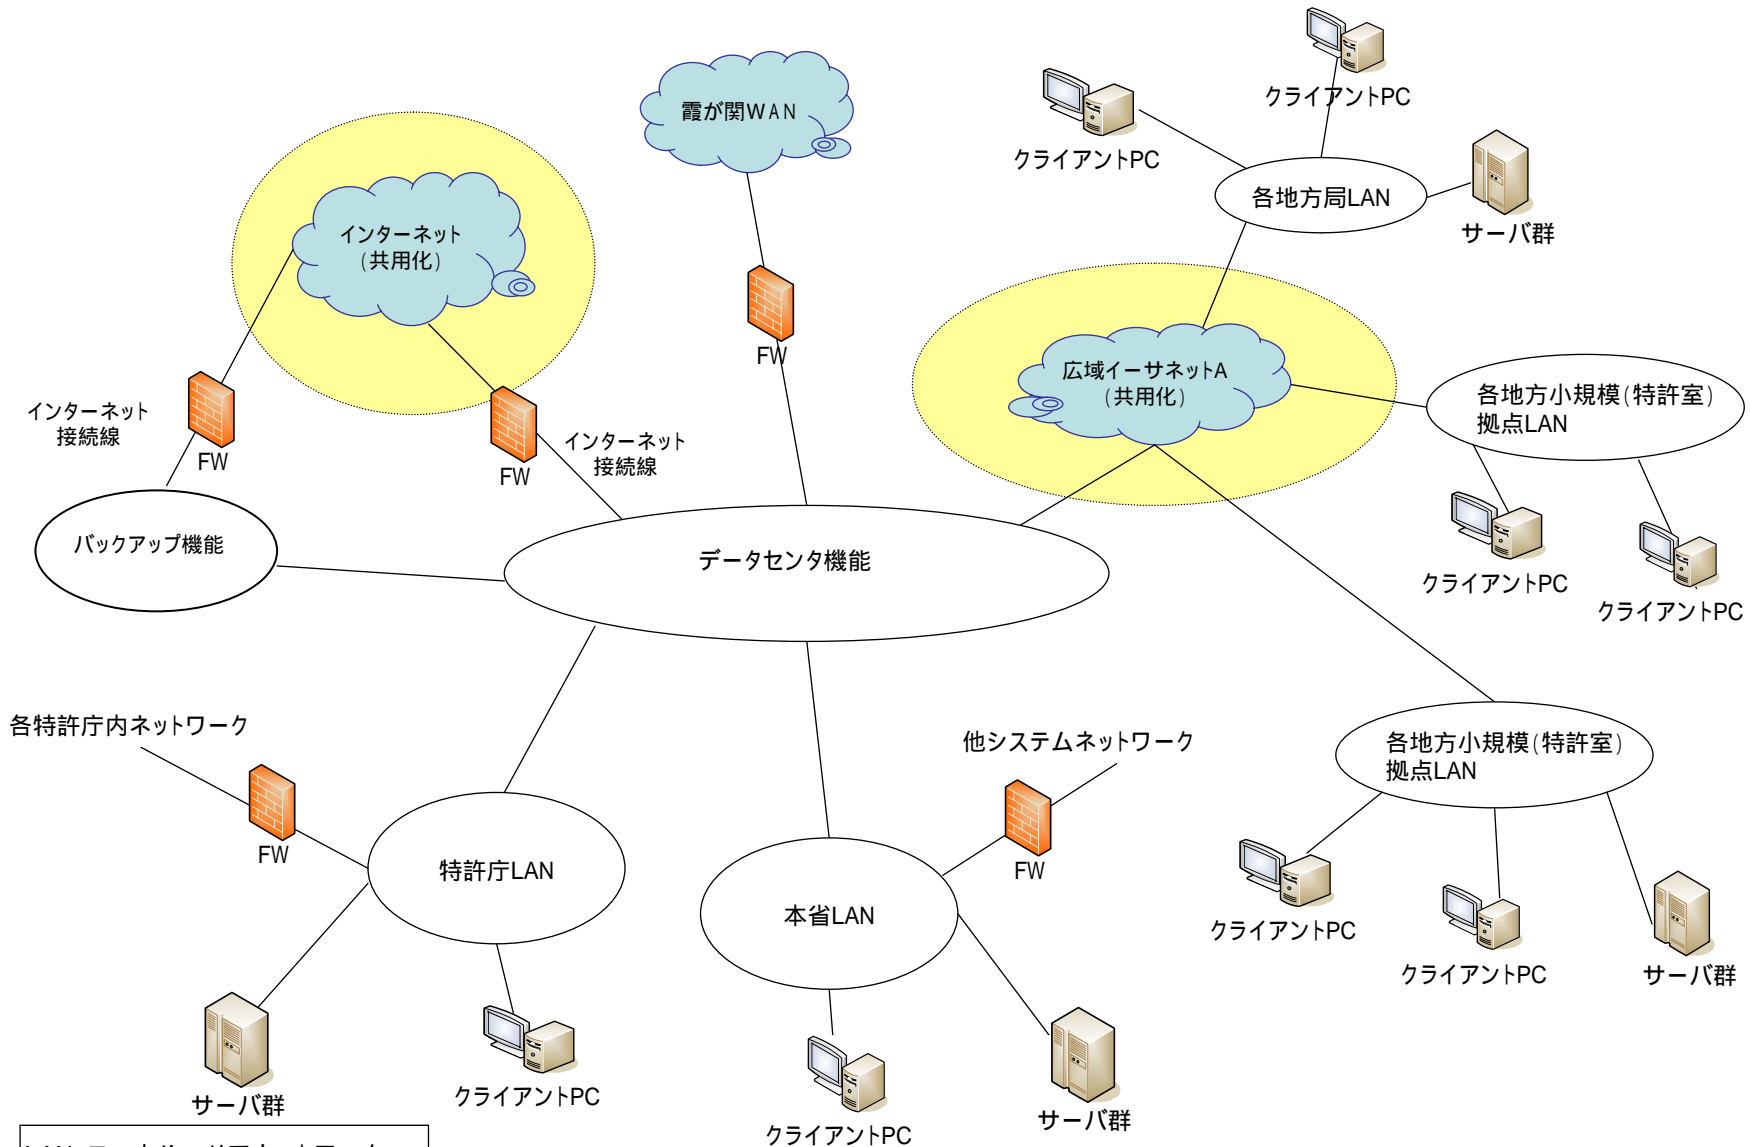 クライアントPC
霞が関WAN
クライアントPC
各地方局LAN
サーバ群
インターネット
(共用化)
FW
広域イーサネットA
(共用化)
各地方小規模(特許室)
拠点LAN
インターネット
接続線
FW
インターネット
接続線
FW
バックアップ機能
データセンタ機能
クライアントPC
クライアントPC
各特許庁内ネットワーク
他システムネットワーク
各地方小規模(特許室)
拠点LAN
FW
特許庁LAN
FW
本省LAN
クライアントPC
クライアントPC
サーバ群
サーバ群
クライアントPC
サーバ群
クライアントPC